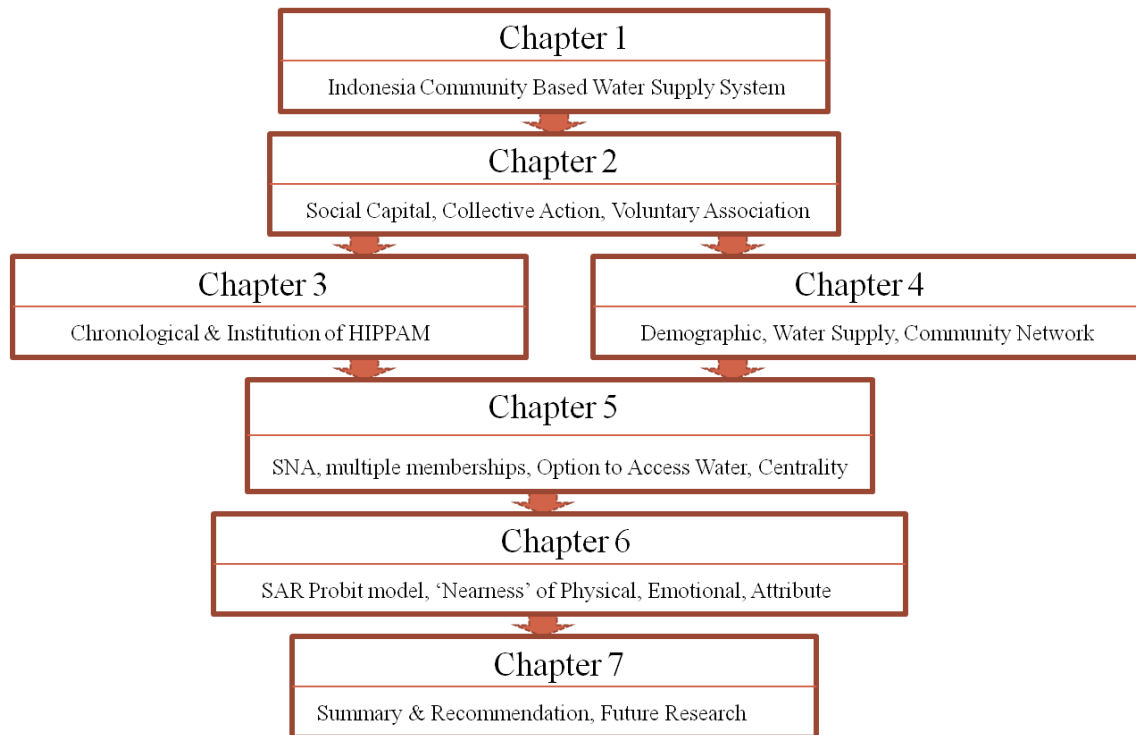 Chapter 1
Indonesia Community Based Water Supply System
Chapter 2
Social Capital, Collective Action, Voluntary Association
Chapter 3
Chronological & Institution of HIPPAM
Chapter 4
Demographic, Water Supply, Community Network
Chapter 5
SNA, multiple memberships, Option to Access Water, Centrality
Chapter 6
SAR Probit model, ‘Nearness’ of Physical, Emotional, Attribute
Chapter 7
Summary & Recommendation, Future Research